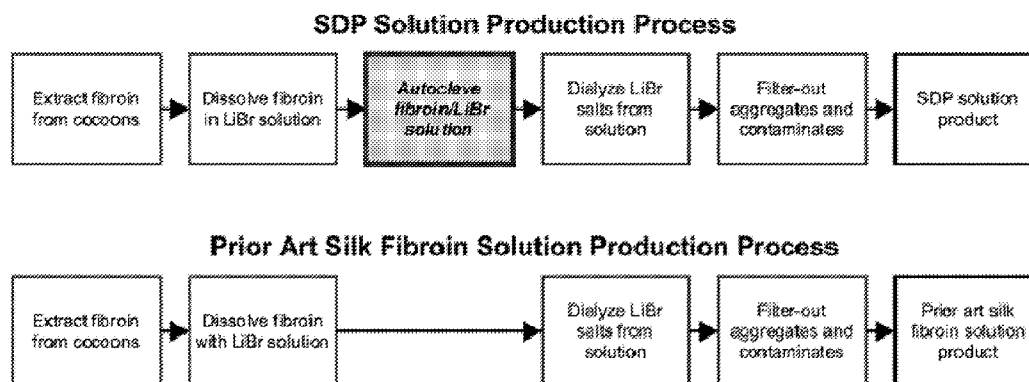 SDP Solution Production Process
Extract fibroin
from cocoons
Dissolve fibroin
in LiBr solution
Autocleve
fibroin/LiBr
solution
Dialyze LiBr
salts from
solution
Filter-out
aggregates and
contaminates
SDP solution
product
Prior Art Silk Fibroin Solution Production Process
Extract fibroin
from cocoons
Dissolve fibroin
with LiBr solution
Dialyze LiBr
salts from
solution
Filter-out
aggregates and
contaminates
Prior art silk
fibroin solution
product